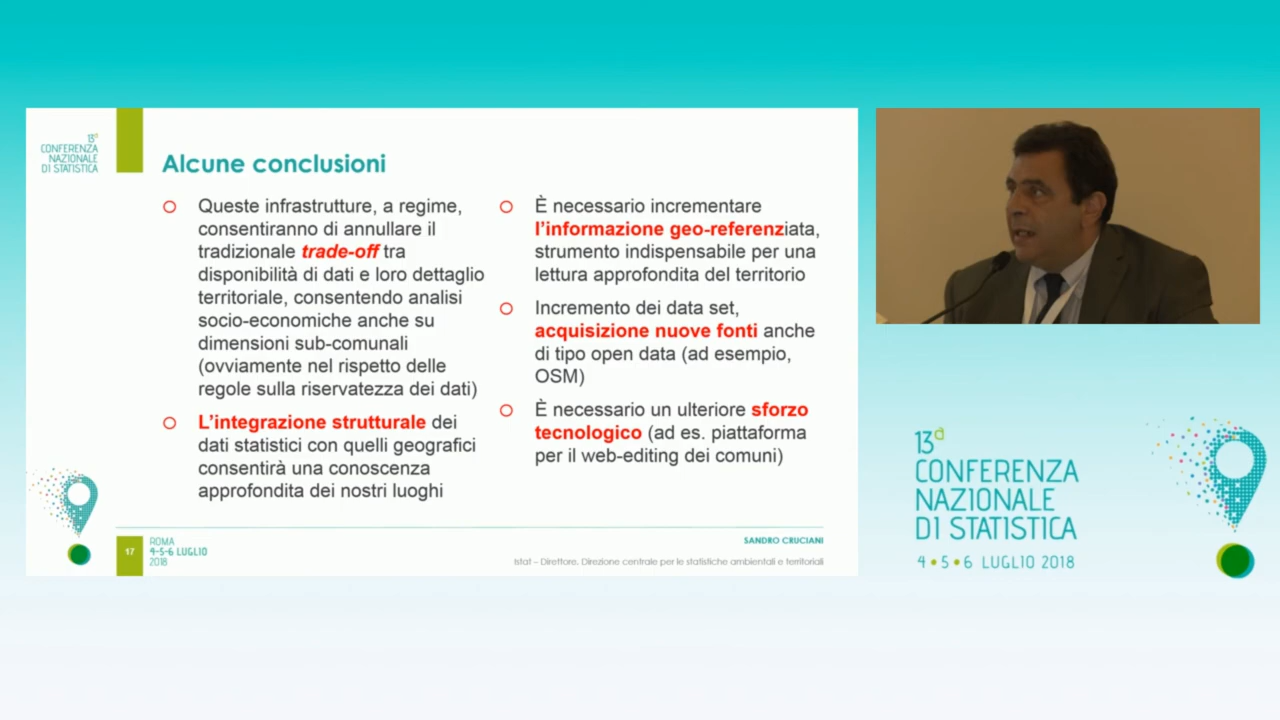 13a
CONFERENZA
NAZIONALE
DI STATISTICA
Alcune conclusioni
Queste infrastrutture, a regime,
consentiranno di annullare il
tradizionale trade-off tra
disponibilità di dati e loro dettaglio
territoriale, consentendo analisi
socio-economiche anche su
dimensioni sub-comunali
(ovviamente nel rispetto delle
regole sulla riservatezza dei dati)
L’integrazione strutturale dei
dati statistici con quelli geografici
consentirà una conoscenza
approfondita dei nostri luoghi
È necessario incrementare
l’informazione geo-referenziata,
strumento indispensabile per una
lettura approfondita del territorio
Incremento dei data set,
acquisizione nuove fonti anche
di tipo open data (ad esempio,
OSM)
È necessario un ulteriore sforzo
tecnologico (ad es. piattaforma
per il web-editing dei comuni)
17
ROMA
4-5-6 LUGLIO
2018
SANDRO CRUCIANI
Istat – Direttore, Direzione centrale per le statistiche ambientali e territoriali
13a
CONFERENZA
NAZIONALE
DI STATISTICA
4•5•6 LUGLIO 2018